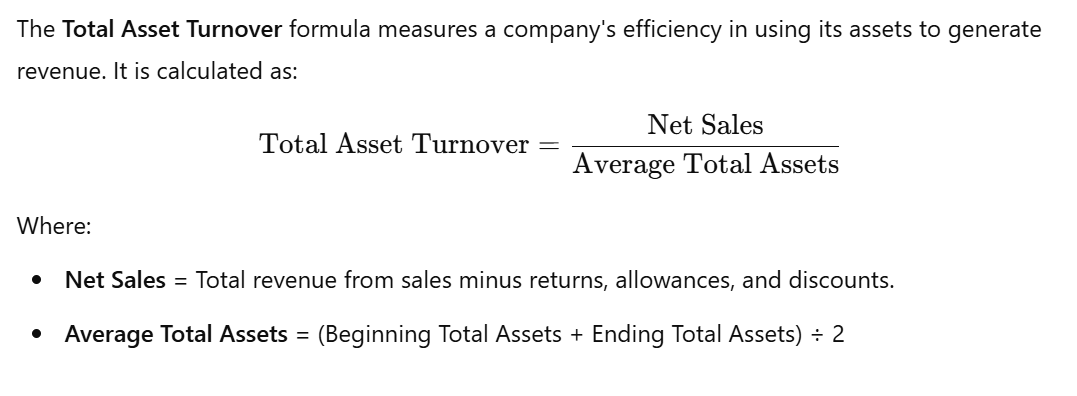 The Total Asset Turnover formula measures a company's efficiency in using its assets to generate
revenue. It is calculated as:
Total Asset Turnover = Net Sales / Average Total Assets
Where:
• Net Sales = Total revenue from sales minus returns, allowances, and discounts.
• Average Total Assets = (Beginning Total Assets + Ending Total Assets) ÷ 2